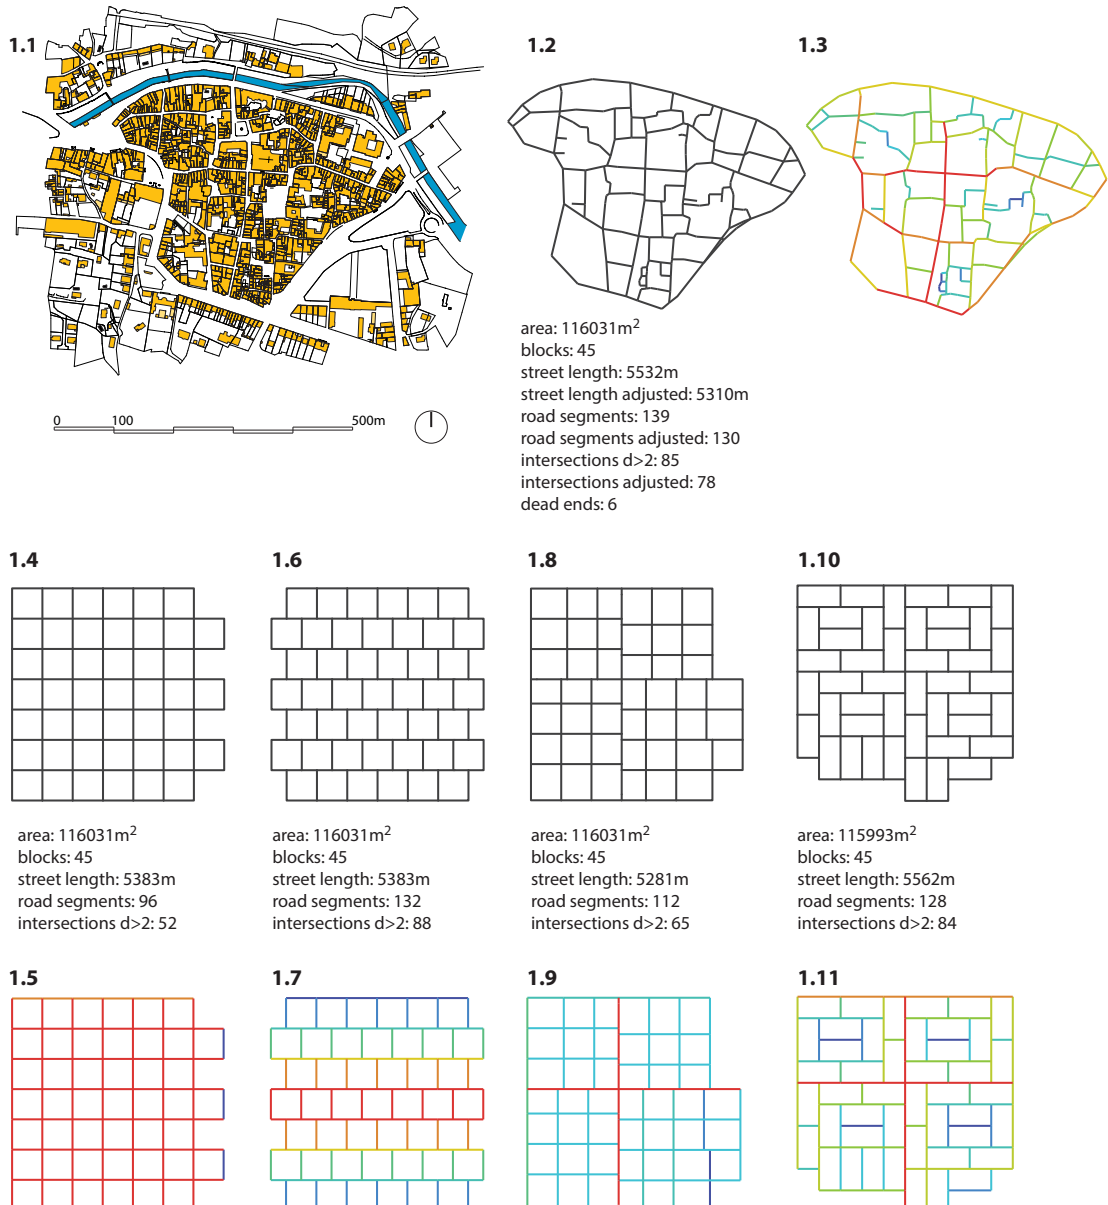 1.1
1.2
1.3
0 100 500m
area: 116031m²
blocks: 45
street length: 5532m
street length adjusted: 5310m
road segments: 139
road segments adjusted: 130
intersections d>2: 85
intersections adjusted: 78
dead ends: 6
1.4
1.6
1.8
1.10
area: 116031m²
blocks: 45
street length: 5383m
road segments: 96
intersections d>2: 52
area: 116031m²
blocks: 45
street length: 5383m
road segments: 132
intersections d>2: 88
area: 116031m²
blocks: 45
street length: 5281m
road segments: 112
intersections d>2: 65
area: 115993m²
blocks: 45
street length: 5562m
road segments: 128
intersections d>2: 84
1.5
1.7
1.9
1.11